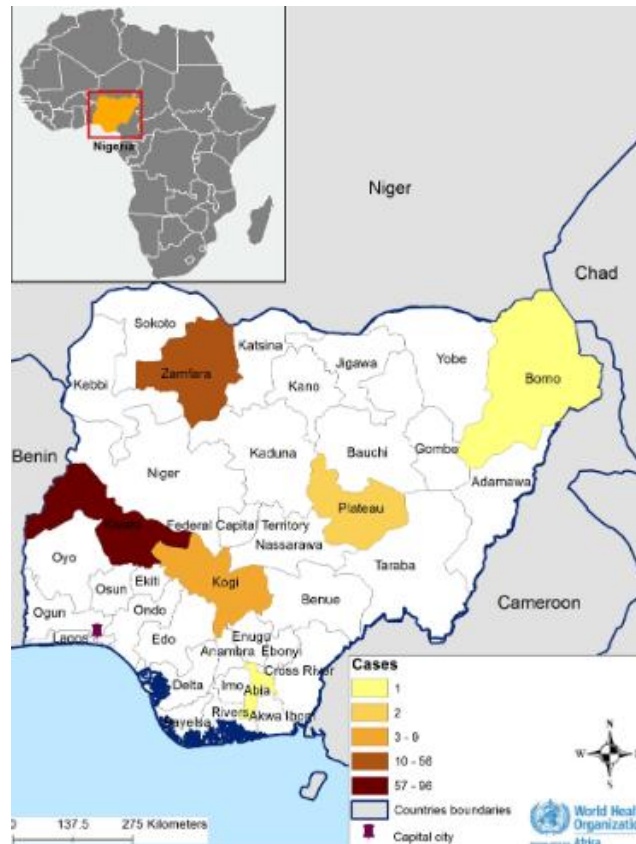 Nigeria
Niger
Chad
Sokoto
Katsina
Zamfara
Jigawa
Yobe
Borno
Kebbi
Kano
Benin
Kaduna
Bauchi
Gombe
Niger
Adamawa
Plateau
Federal Capital Territory
Nassarawa
Oyo
Taraba
Kogi
Ekiti
Osun
Benue
Cameroon
Ogun
Ondo
Lagos
Edo
Enugu
Anambra Ebonyi
Cross River
Delta
Imo
Abia
Rivers
Akwa Ibom
Bayelsa
Cases
1
2
3 - 9
10 - 56
57 - 96
Countries boundaries
Capital city
N
W
S
0 137.5 275 Kilometers
World Heal
Organizatio
Africa